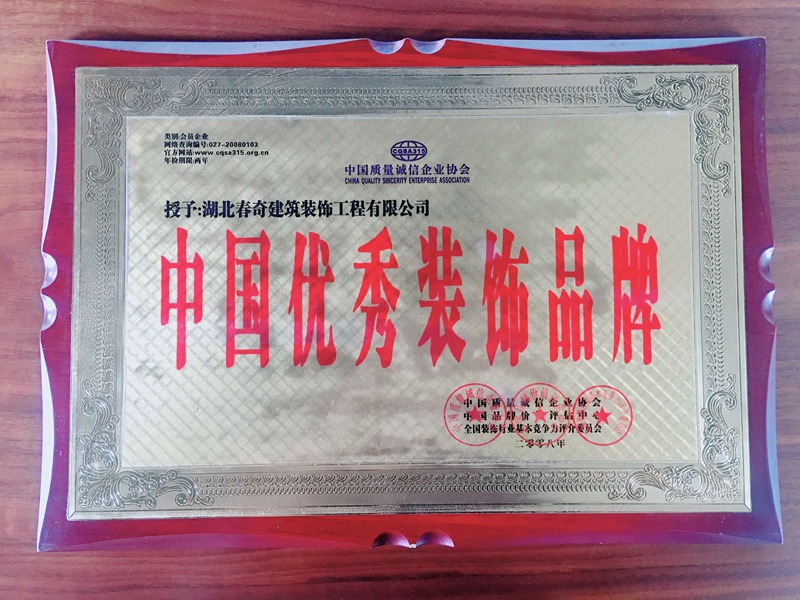 类别:会员企业
网络查询编号:027-20080103
官方网站:www.cqsa315.org.cn
年检期限:两年
CQSA315
中国质量诚信企业协会
CHINA QUALITY SINCERITY ENTERPRISE ASSOCIATION
授予:湖北春奇建筑装饰工程有限公司
中国优秀装饰品牌
中国质量诚信企业协会
中国品牌价 评估中心
全国装饰行业基本竞争力评介委员会
二零零八年